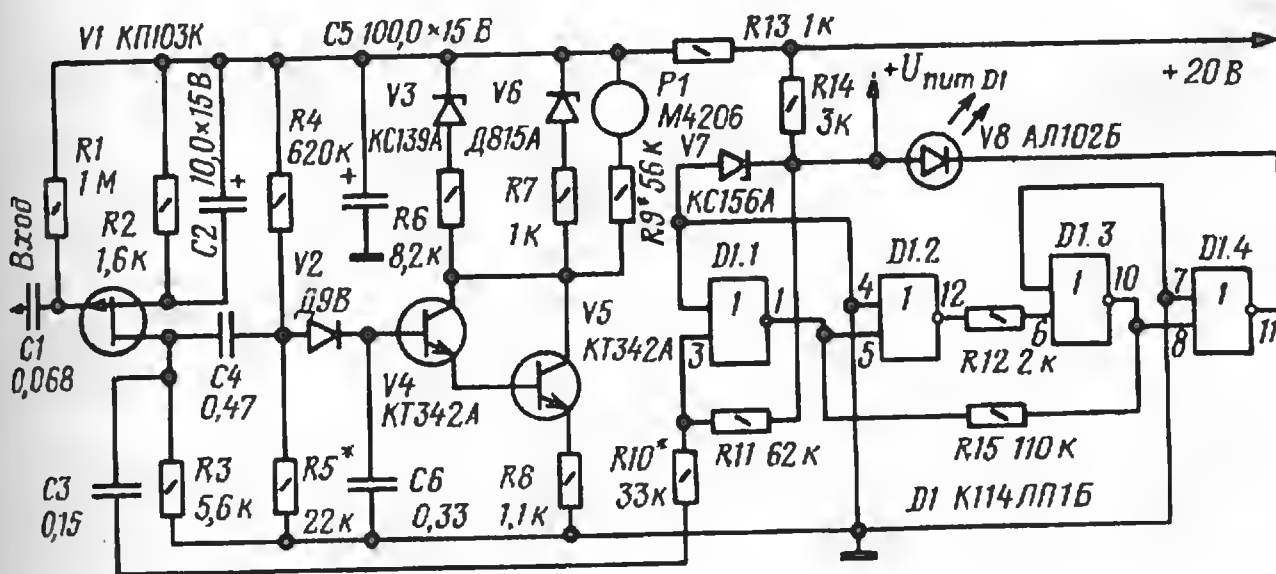 V1 КП103К
C5 100,0×15 В
R13 1к
+20 В
+Uпит D1
R1
1 М
R2
1,6к
C2 10,0×15 В
+
R4
620к
+
V3
КС139А
R6
8,2к
V6
Д815А
R7
1к
P1
М4206
R9* 56к
V7
КС156А
R14
3к
V8 АЛ102Б
Вход
C1
0,068
V2
Д9В
C4
0,47
V4
КТ342А
V5
КТ342А
D1.1
1
1
3
D1.2
1
4
5
12
D1.3
1
6
10
D1.4
1
7
8
11
R12 2к
R11 62к
R15 110к
R10*
33к
C3
0,15
R3
5,6к
R5*
22к
C6
0,33
R8
1,1к
D1 К114ЛП1Б